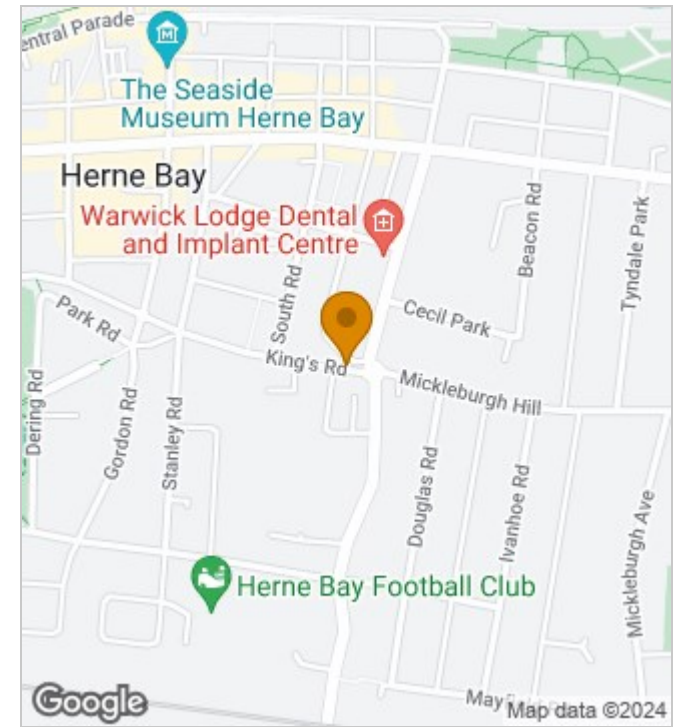 Central Parade
The Seaside
Museum Herne Bay
Herne Bay
Warwick Lodge Dental
and Implant Centre
Beacon Rd
Tyndale Park
South Rd
Cecil Park
Park Rd
King's Rd
Mickleburgh Hill
Dering Rd
Gordon Rd
Stanley Rd
Douglas Rd
Ivanhoe Rd
Mickleburgh Ave
Herne Bay Football Club
Google
Map data ©2024